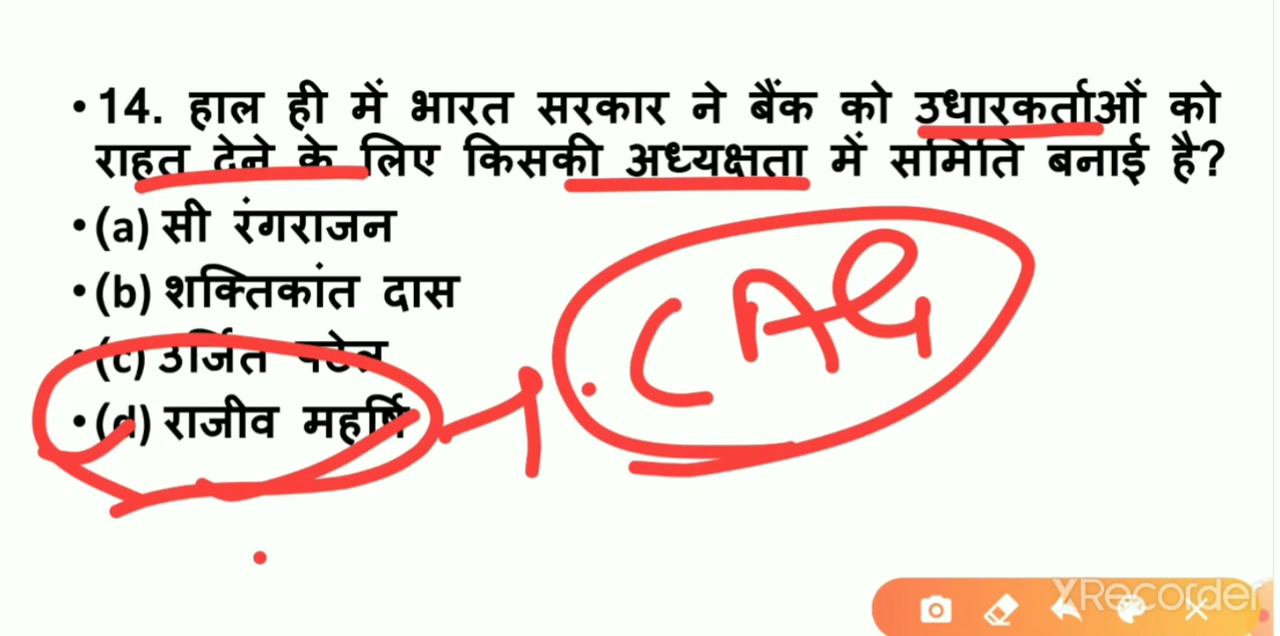 • 14. हाल ही में भारत सरकार ने बैंक को उधारकर्ताओं को
राहत देने के लिए किसकी अध्यक्षता में समिति बनाई है?
• (a) सी रंगराजन
• (b) शक्तिकांत दास
• (c) उर्जित पटेल
• (d) राजीव महर्षि
CAG
XRecorder